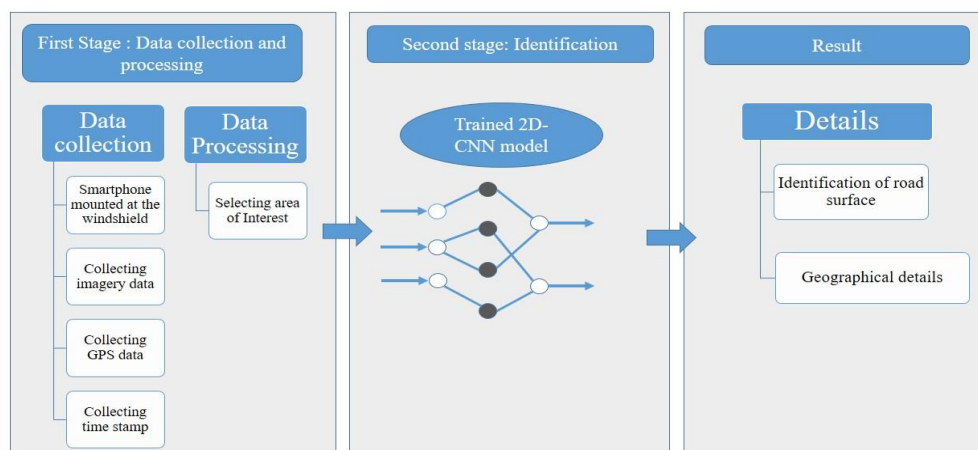 First Stage : Data collection and
processing
Data
collection
Smartphone
mounted at the
windshield
Collecting
imagery data
Collecting
GPS data
Collecting
time stamp
Data
Processing
Selecting area
of Interest
Second stage: Identification
Trained 2D-
CNN model
Result
Details
Identification of road
surface
Geographical details